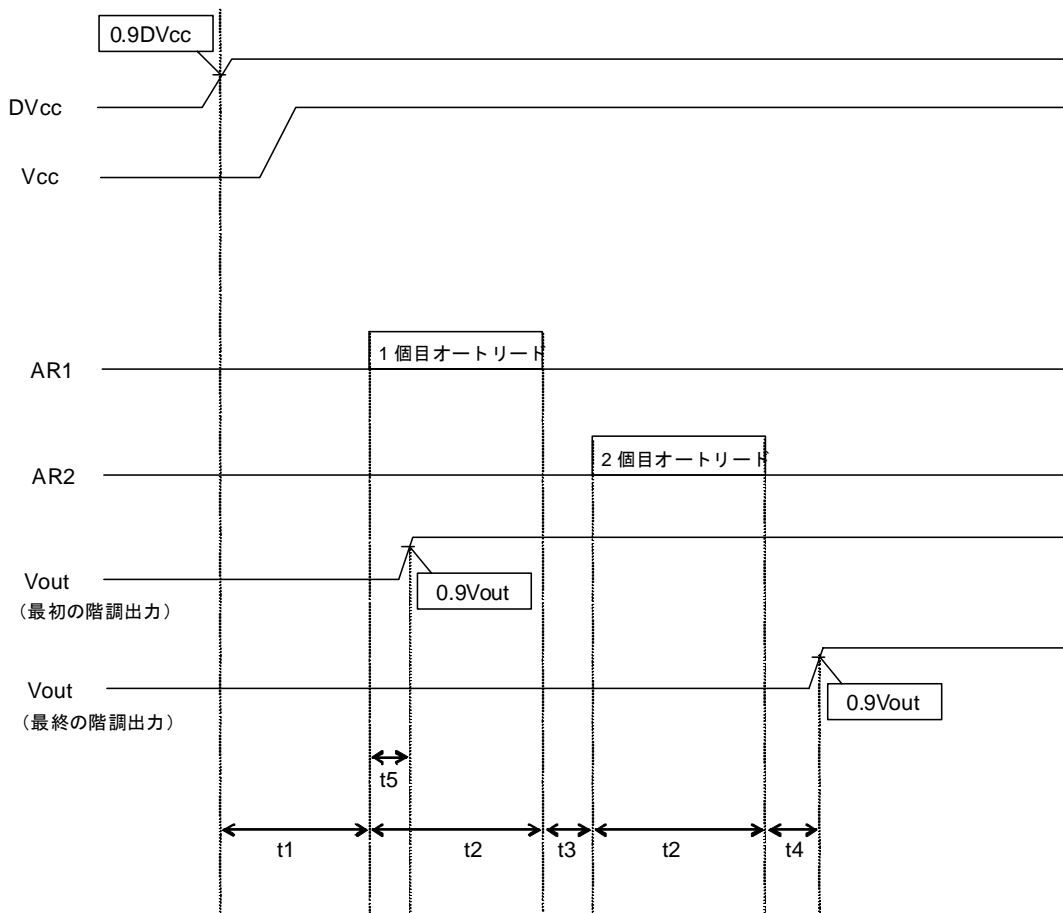 0.9DVcc
DVcc
Vcc
1個目オートリード
AR1
2個目オートリード
AR2
Vout
（最初の階調出力）
0.9Vout
Vout
（最終の階調出力）
0.9Vout
t5
t1
t2
t3
t2
t4